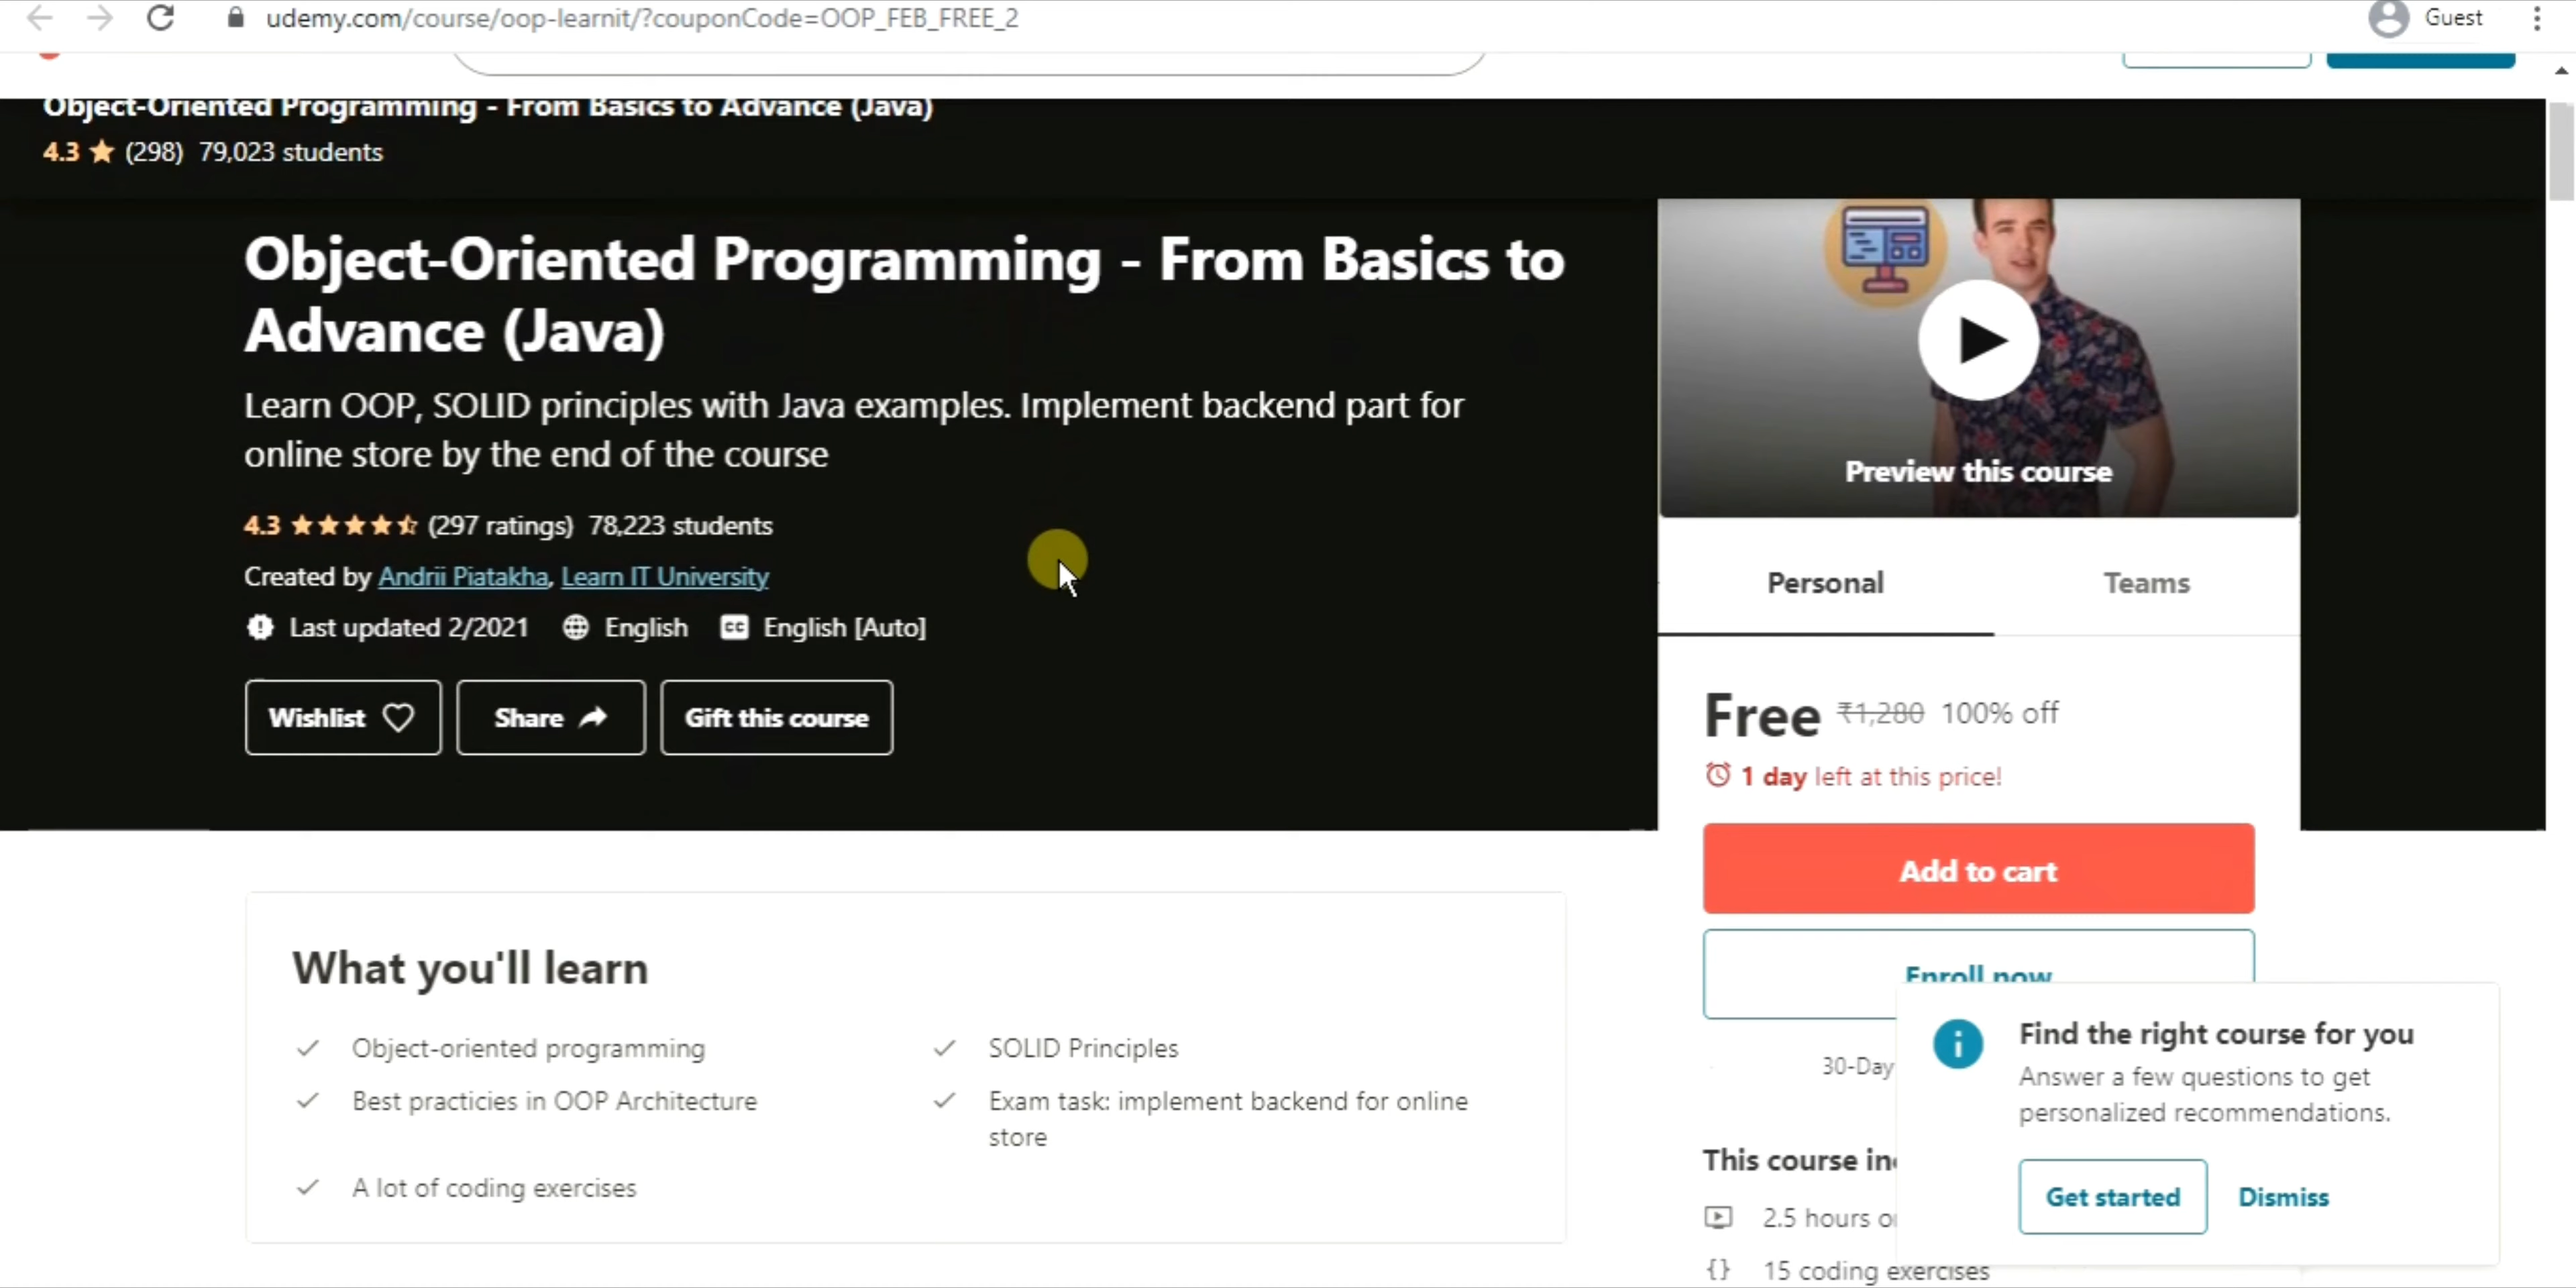 udemy.com/course/oop-learnit/?couponCode=OOP_FEB_FREE_2
Guest
Object-Oriented Programming - From Basics to Advance (Java)
4.3 ★ (298) 79,023 students
Object-Oriented Programming - From Basics to
Advance (Java)
Learn OOP, SOLID principles with Java examples. Implement backend part for
online store by the end of the course
4.3 (297 ratings) 78,223 students
Created by Andrii Piatakha, Learn IT University
Last updated 2/2021 English CC English [Auto]
Wishlist Share Gift this course
Preview this course
Personal Teams
Free ₹1,280 100% off
1 day left at this price!
Add to cart
Enroll now
30-Day
This course in
2.5 hours o
15 coding exercises
What you'll learn
Object-oriented programming
SOLID Principles
Best practicies in OOP Architecture
Exam task: implement backend for online
store
A lot of coding exercises
Find the right course for you
Answer a few questions to get
personalized recommendations.
Get started Dismiss